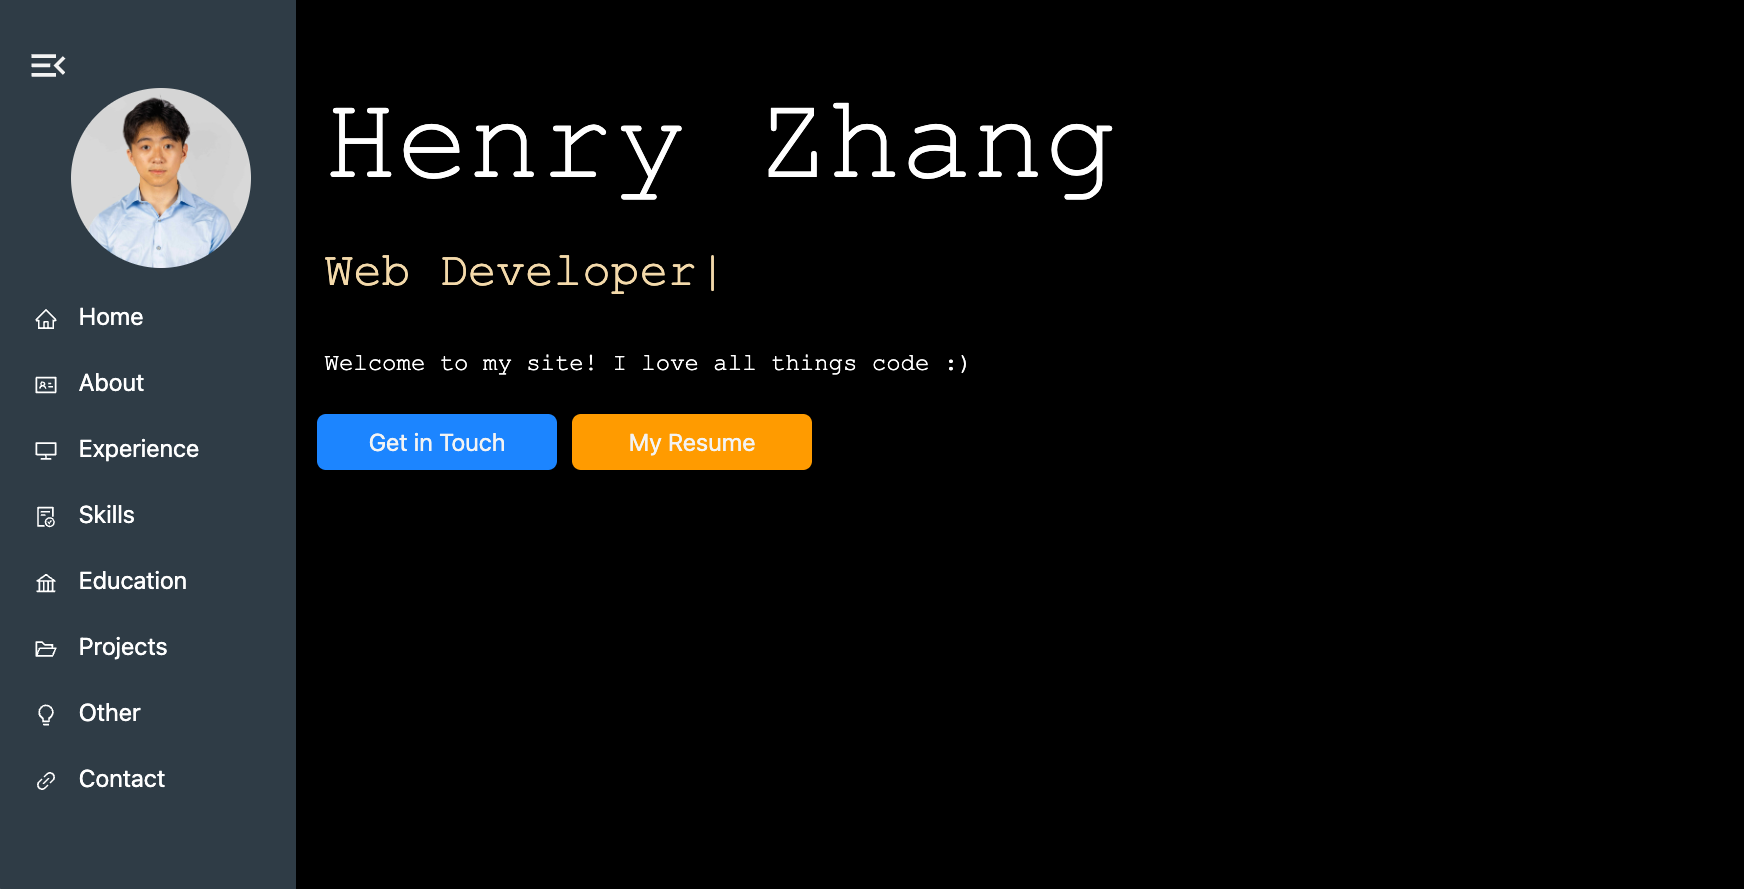 Henry Zhang
Web Developer|
Welcome to my site! I love all things code :)
Get in Touch
My Resume
Home
About
Experience
Skills
Education
Projects
Other
Contact